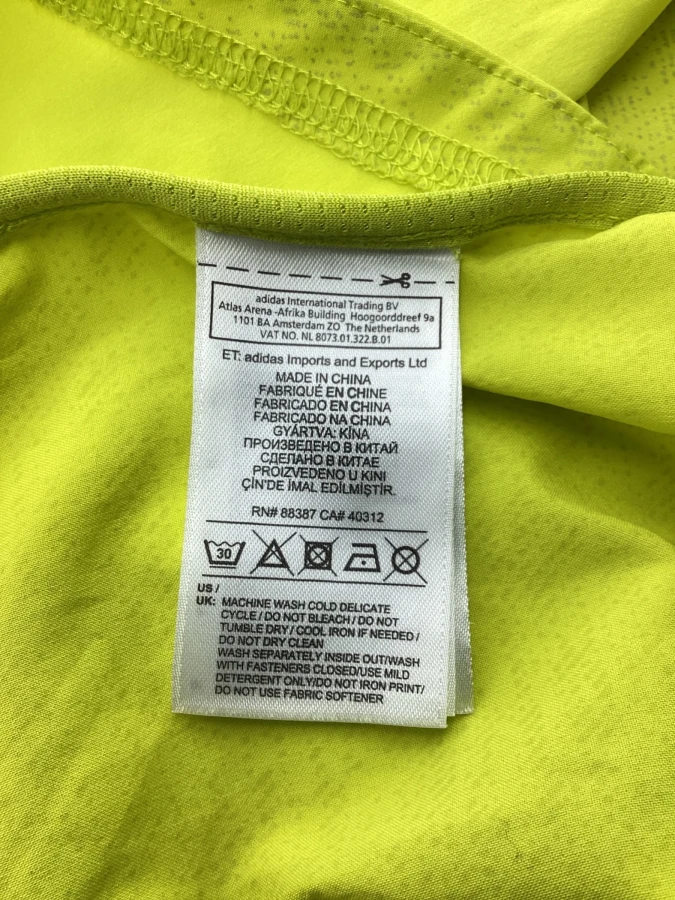 adidas International Trading BV
Atlas Arena -Afrika Building Hoogoorddreef 9a
1101 BA Amsterdam ZO The Netherlands
VAT NO. NL 8073.01.322.B.01
ET: adidas Imports and Exports Ltd
MADE IN CHINA
FABRIQUÉ EN CHINE
FABRICADO EN CHINA
FABRICADO NA CHINA
GYÁRTVA: KÍNA
ПРОИЗВЕДЕНО В КИТАЙ
СДЕЛАНО В КИТАЕ
PROIZVEDENO U KINI
ÇİN'DE İMAL EDİLMİŞTİR.
RN# 88387 CA# 40312
30
US /
UK: MACHINE WASH COLD DELICATE
CYCLE / DO NOT BLEACH / DO NOT
TUMBLE DRY / COOL IRON IF NEEDED /
DO NOT DRY CLEAN
WASH SEPARATELY INSIDE OUT/WASH
WITH FASTENERS CLOSED/USE MILD
DETERGENT ONLY/DO NOT IRON PRINT/
DO NOT USE FABRIC SOFTENER